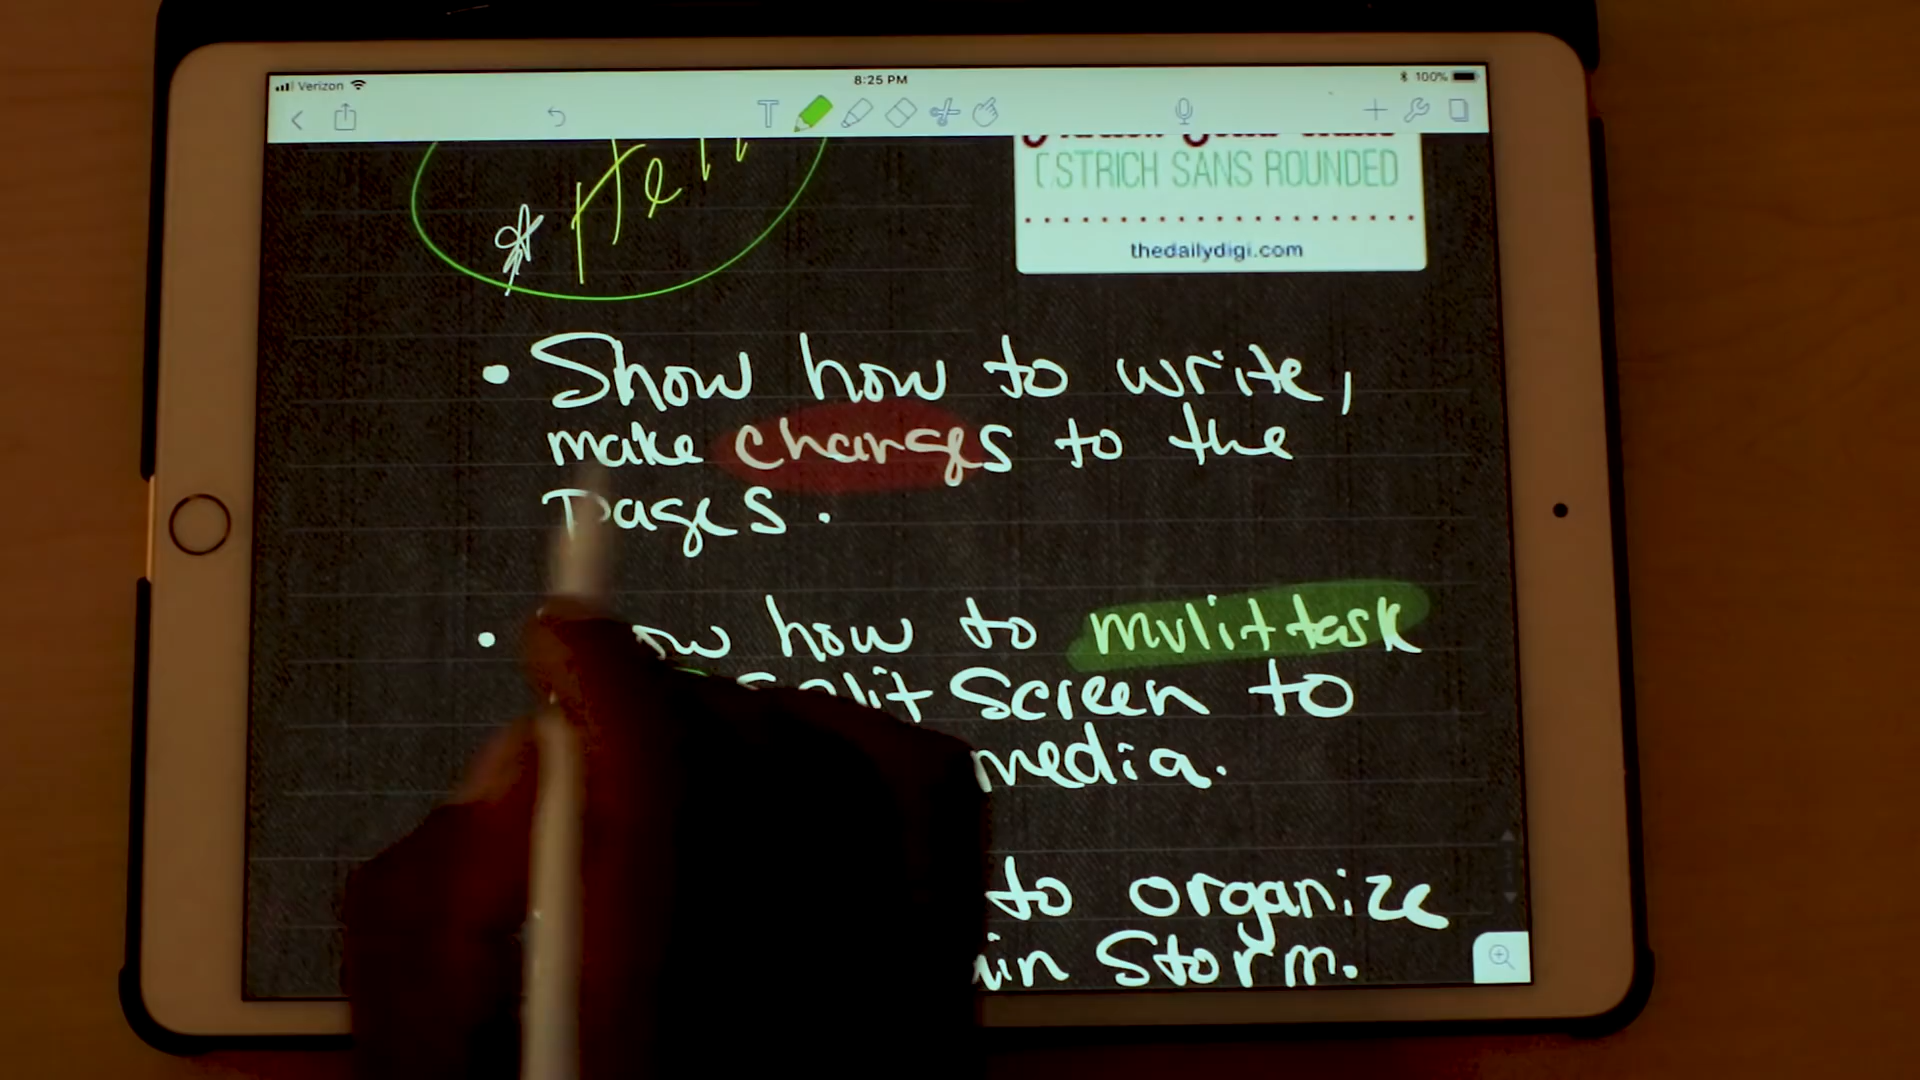 Verizon 8:25 PM 100%
T
STRICH SANS ROUNDED
thedailydigi.com
• Show how to write,
make changes to the
pages.
• how to mulittask
split screen to
media.
to organize
storm.